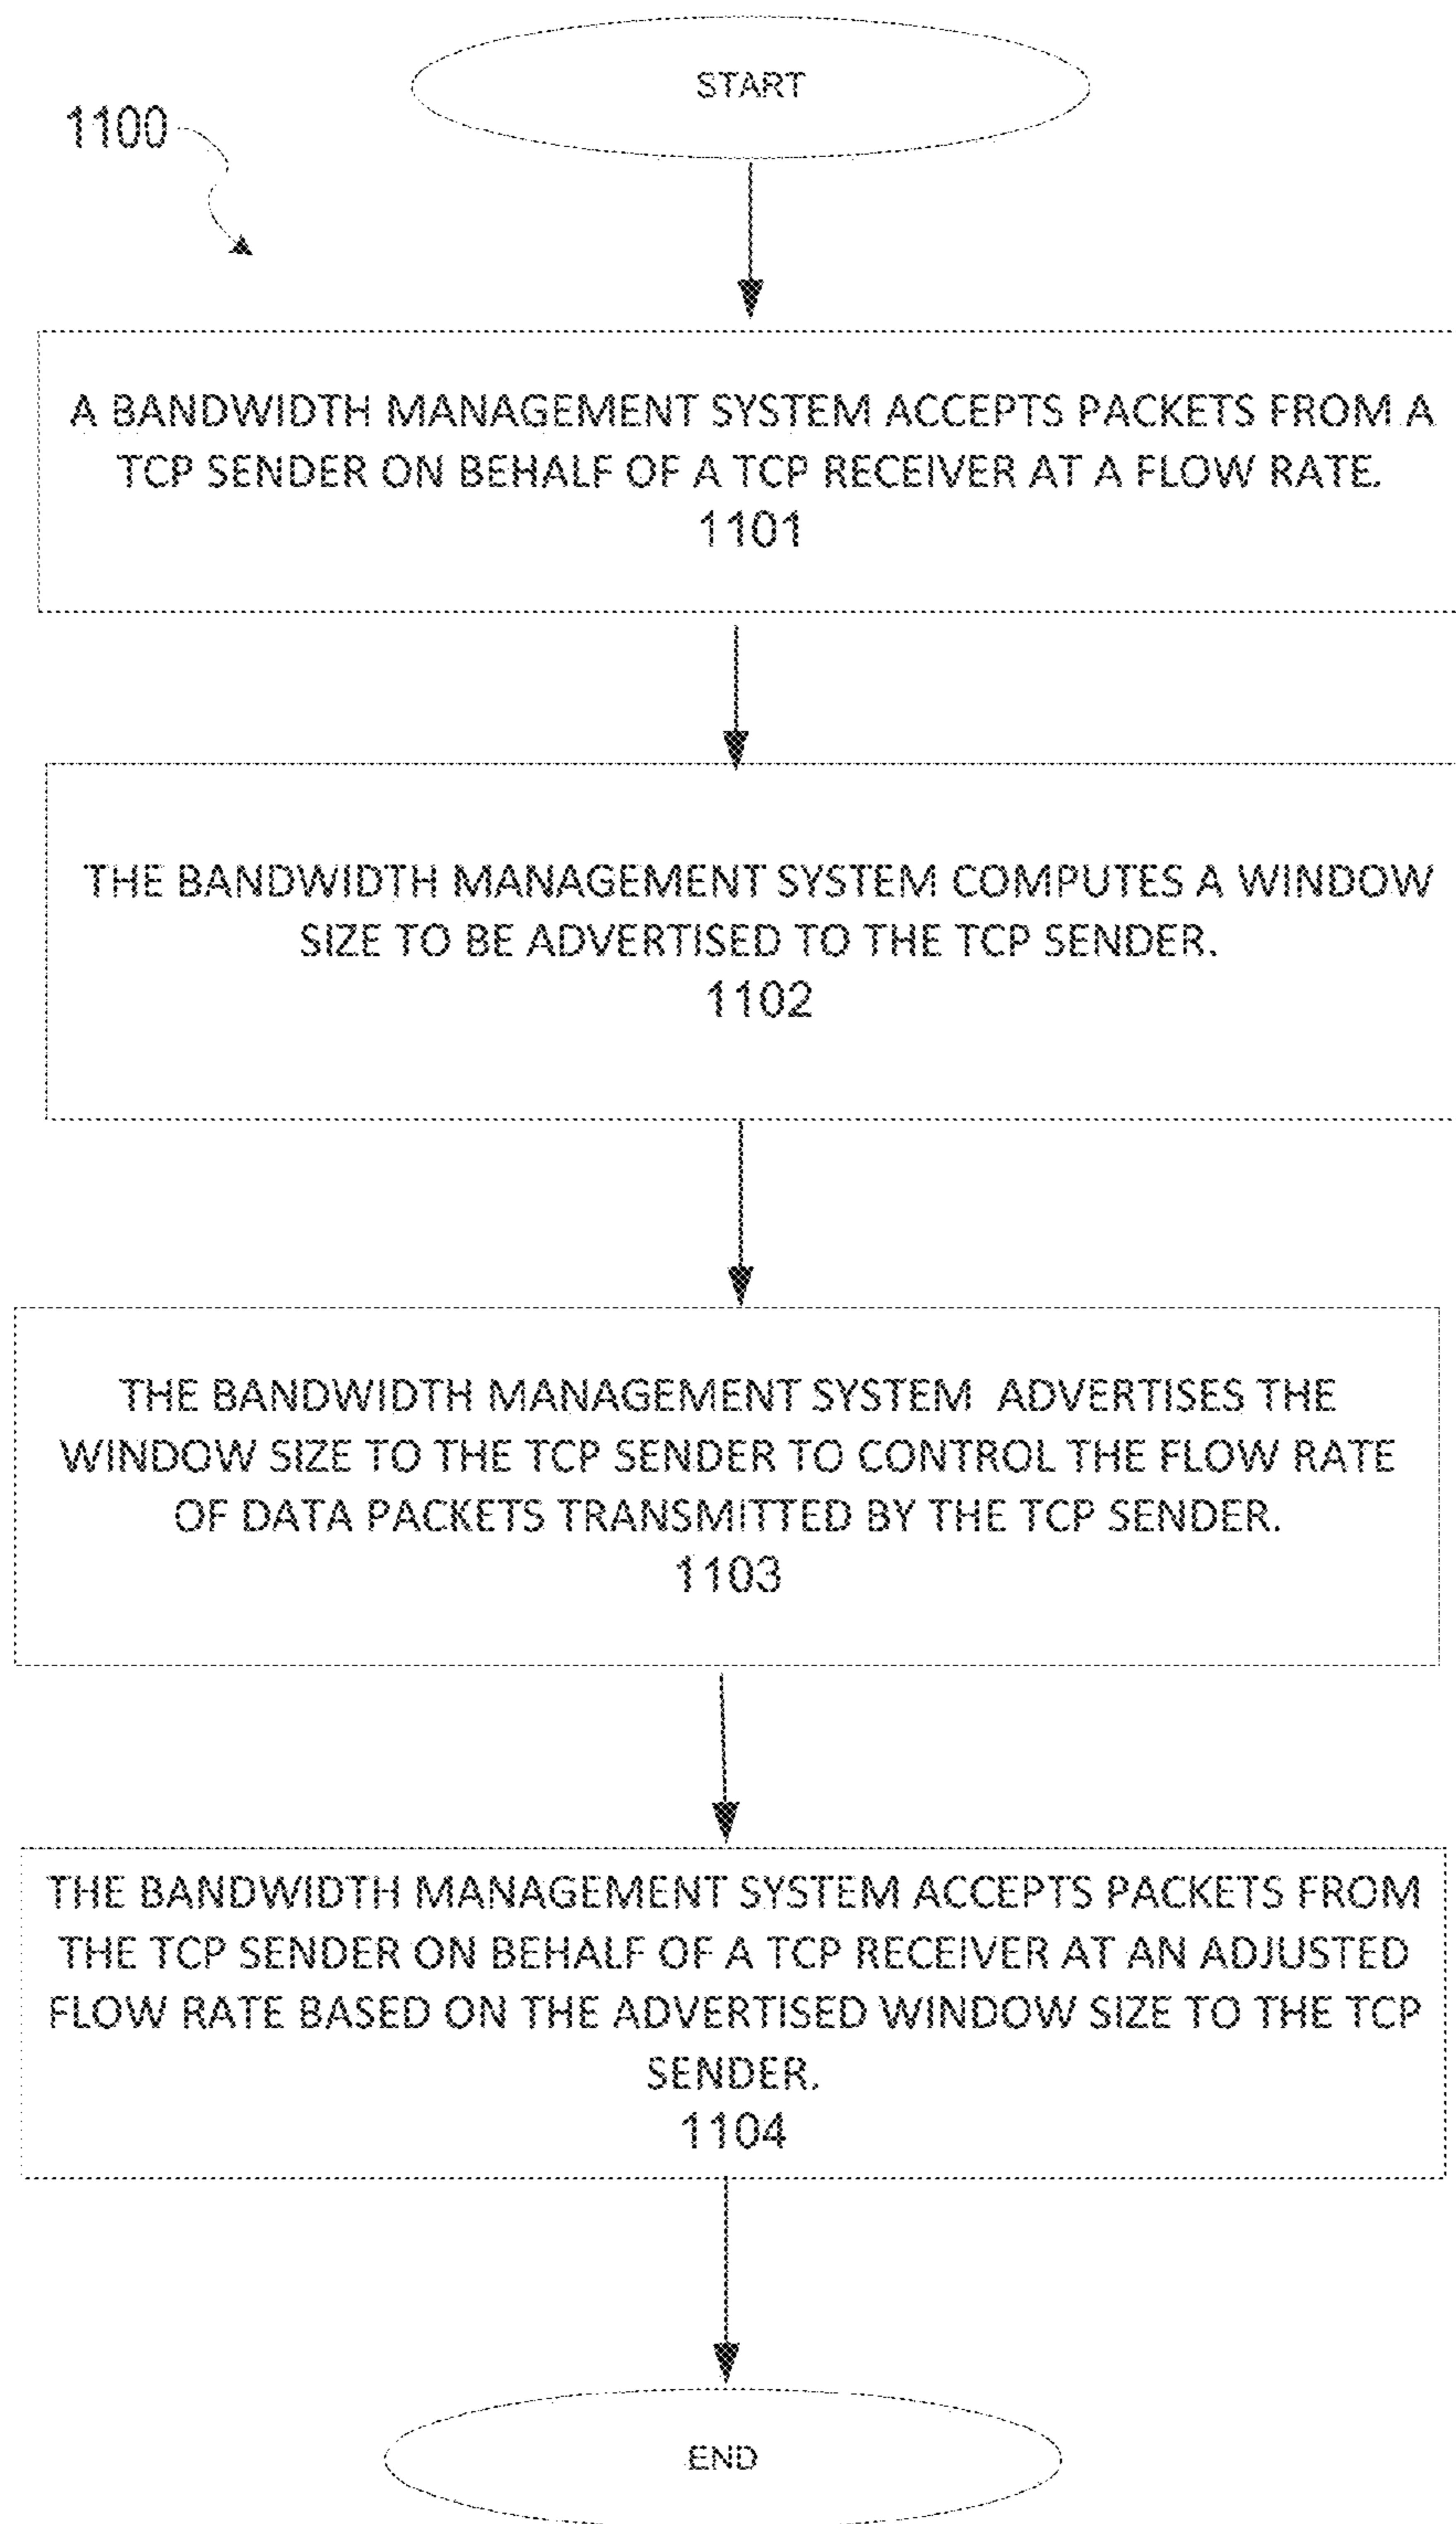 START
1100
A BANDWIDTH MANAGEMENT SYSTEM ACCEPTS PACKETS FROM A
TCP SENDER ON BEHALF OF A TCP RECEIVER AT A FLOW RATE.
1101
THE BANDWIDTH MANAGEMENT SYSTEM COMPUTES A WINDOW
SIZE TO BE ADVERTISED TO THE TCP SENDER.
1102
THE BANDWIDTH MANAGEMENT SYSTEM ADVERTISES THE
WINDOW SIZE TO THE TCP SENDER TO CONTROL THE FLOW RATE
OF DATA PACKETS TRANSMITTED BY THE TCP SENDER.
1103
THE BANDWIDTH MANAGEMENT SYSTEM ACCEPTS PACKETS FROM
THE TCP SENDER ON BEHALF OF A TCP RECEIVER AT AN ADJUSTED
FLOW RATE BASED ON THE ADVERTISED WINDOW SIZE TO THE TCP
SENDER.
1104
END